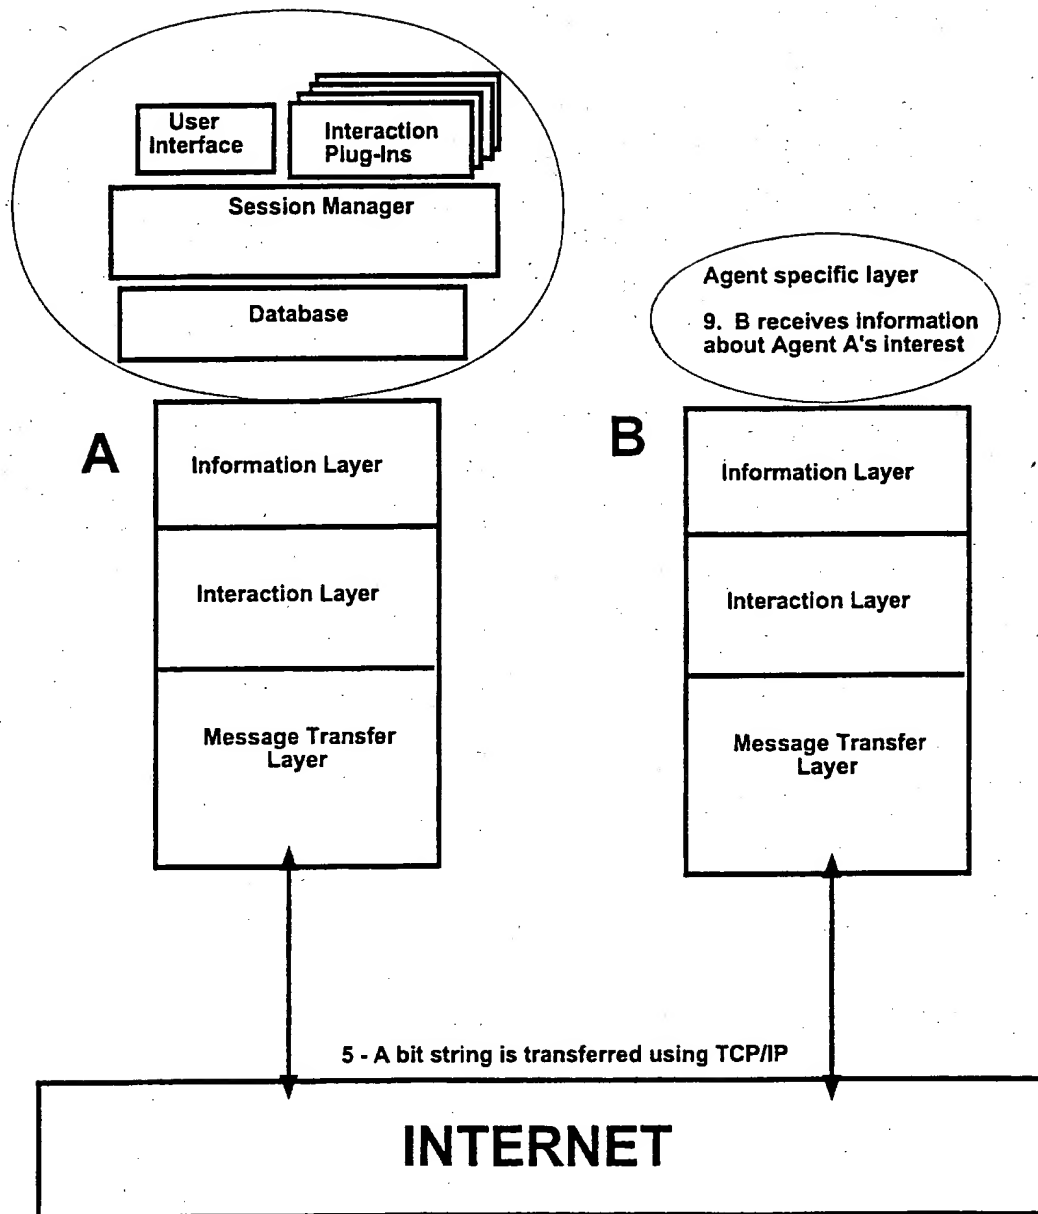 User
Interface
Interaction
Plug-Ins
Session Manager
Database
Agent specific layer
9. B receives information
about Agent A's interest
A
Information Layer
Interaction Layer
Message Transfer
Layer
B
Information Layer
Interaction Layer
Message Transfer
Layer
5 - A bit string is transferred using TCP/IP
INTERNET